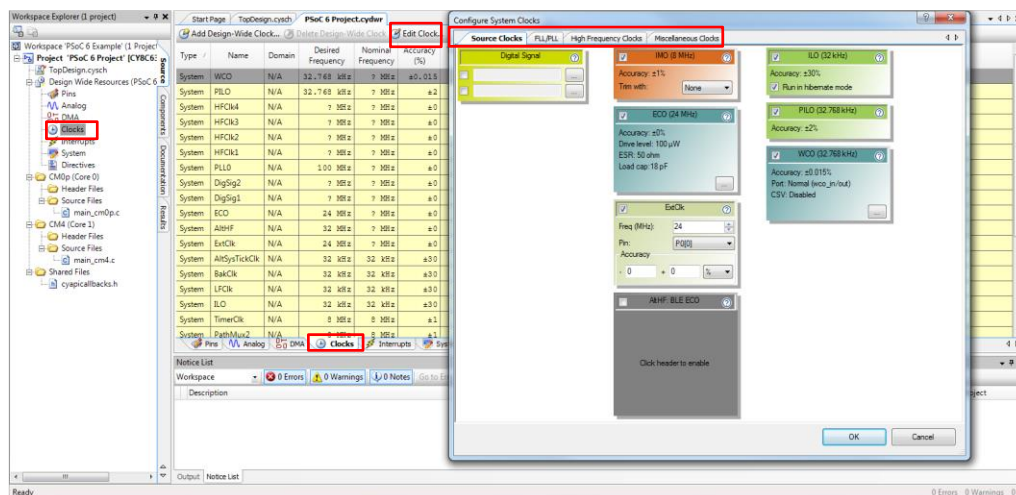 Workspace Explorer (1 project)
Workspace 'PSoC 6 Example' (1 Project
Project 'PSoC 6 Project' [CY8C6:
TopDesign.cysch
Design Wide Resources (PSoC 6
Pins
Analog
DMA
Clocks
Interrupts
System
Directives
CM0p (Core 0)
Header Files
Source Files
main_cm0p.c
CM4 (Core 1)
Header Files
Source Files
main_cm4.c
Shared Files
cyapicallbacks.h
Source
Components
Documentation
Results
Start Page
TopDesign.cysch
PSoC 6 Project.cydwr
Add Design-Wide Clock...
Delete Design-Wide Clock
Edit Clock..
Type Name Domain Desired Frequency Nominal Frequency Accuracy (%)
System WCO N/A 32.768 kHz ? MHz ±0.015
System PILO N/A 32.768 kHz ? MHz ±2
System HFClk4 N/A ? MHz ? MHz ±0
System HFClk3 N/A ? MHz ? MHz ±0
System HFClk2 N/A ? MHz ? MHz ±0
System HFClk1 N/A ? MHz ? MHz ±0
System PLL0 N/A 100 MHz ? MHz ±0
System DigSig2 N/A ? MHz ? MHz ±0
System DigSig1 N/A ? MHz ? MHz ±0
System ECO N/A 24 MHz ? MHz ±0
System AltHF N/A 32 MHz ? MHz ±0
System ExtClk N/A 24 MHz ? MHz ±0
System AltSysTickClk N/A 32 kHz 32 kHz ±30
System BakClk N/A 32 kHz 32 kHz ±30
System LFClk N/A 32 kHz 32 kHz ±30
System ILO N/A 32 kHz 32 kHz ±30
System TimerClk N/A 8 MHz 8 MHz ±1
System PathMux2 N/A 8 MHz 8 MHz ±1
Pins Analog DMA Clocks Interrupts Sys
Notice List
Workspace 0 Errors 0 Warnings 0 Notes Go to Er
Description
Output Notice List
Ready
Configure System Clocks
Source Clocks FLL/PLL High Frequency Clocks Miscellaneous Clocks
Digital Signal
IMO (8 MHz)
Accuracy: ±1%
Trim with: None
ECO (24 MHz)
Accuracy: ±0%
Drive level: 100 µW
ESR: 50 ohm
Load cap: 18 pF
ExtClk
Freq (MHz): 24
Pin: P0[0]
Accuracy
- 0 + 0 %
AltHF: BLE ECO
Click header to enable
ILO (32 kHz)
Accuracy: ±30%
Run in hibernate mode
PILO (32.768 kHz)
Accuracy: ±2%
WCO (32.768 kHz)
Accuracy: ±0.015%
Port: Normal (wco_in/out)
CSV: Disabled
OK Cancel
0 Errors 0 Warnings 0